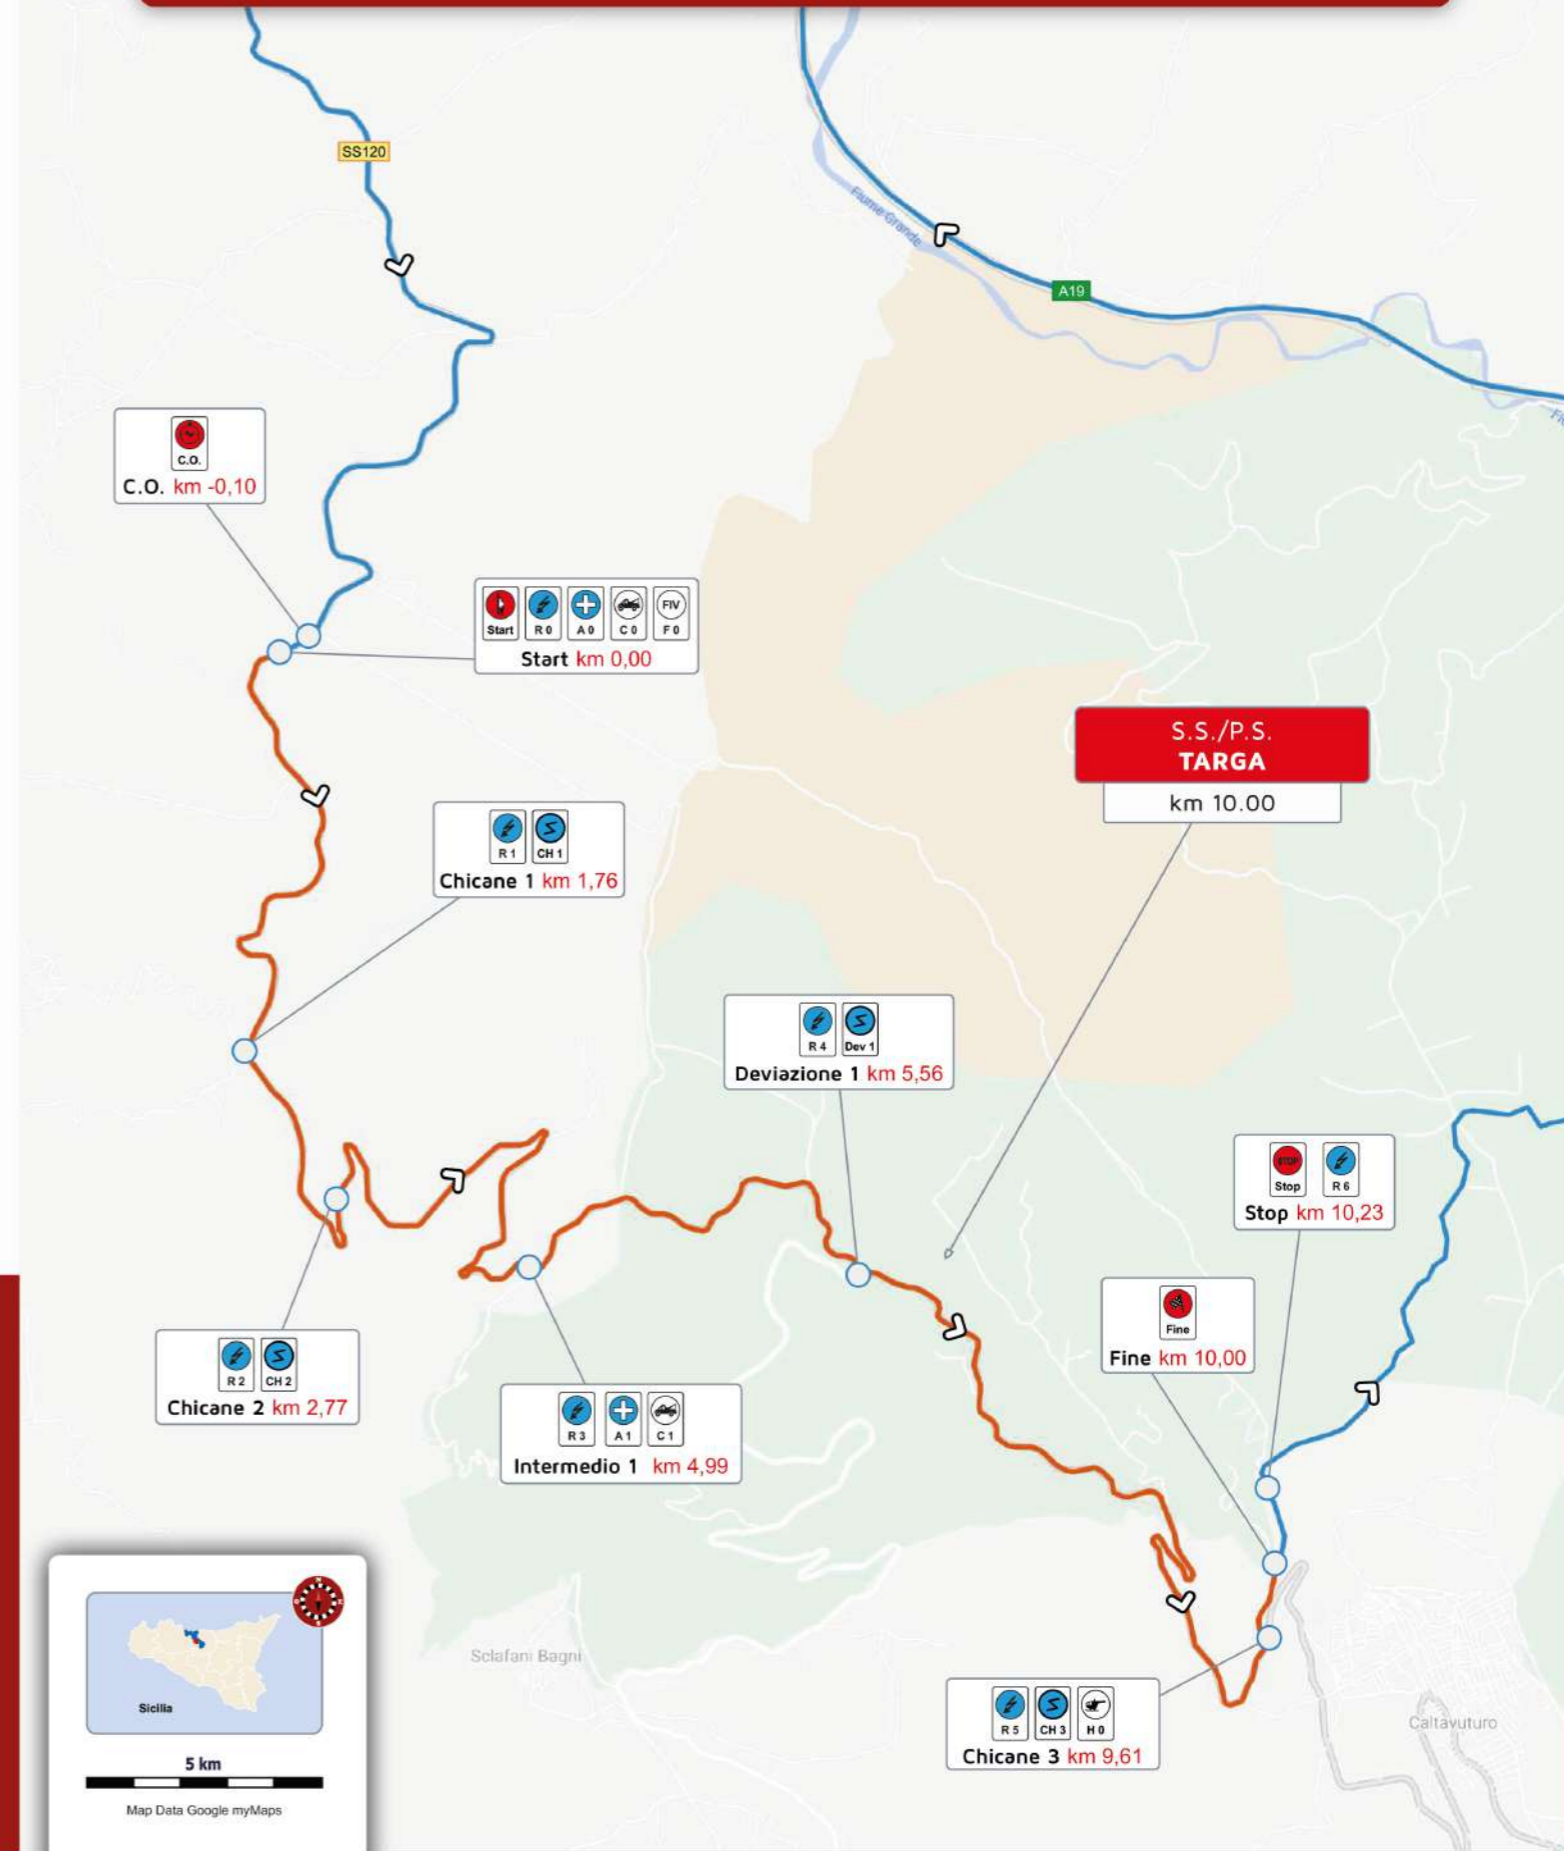 SS120
Fiume Grande
A19
C.O.
C.O. km -0,10
Start R 0 A 0 C 0 FIV F 0
Start km 0,00
S.S./P.S.
TARGA
km 10.00
R 1 CH 1
Chicane 1 km 1,76
R 4 Dev 1
Deviazione 1 km 5,56
STOP
Stop R 6
Stop km 10,23
Fine
Fine km 10,00
R 2 CH 2
Chicane 2 km 2,77
R 3 A 1 C 1
Intermedio 1 km 4,99
Sclafani Bagni
R 5 CH 3 H 0
Chicane 3 km 9,61
Caltavuturo
Sicilia
5 km
Map Data Google myMaps